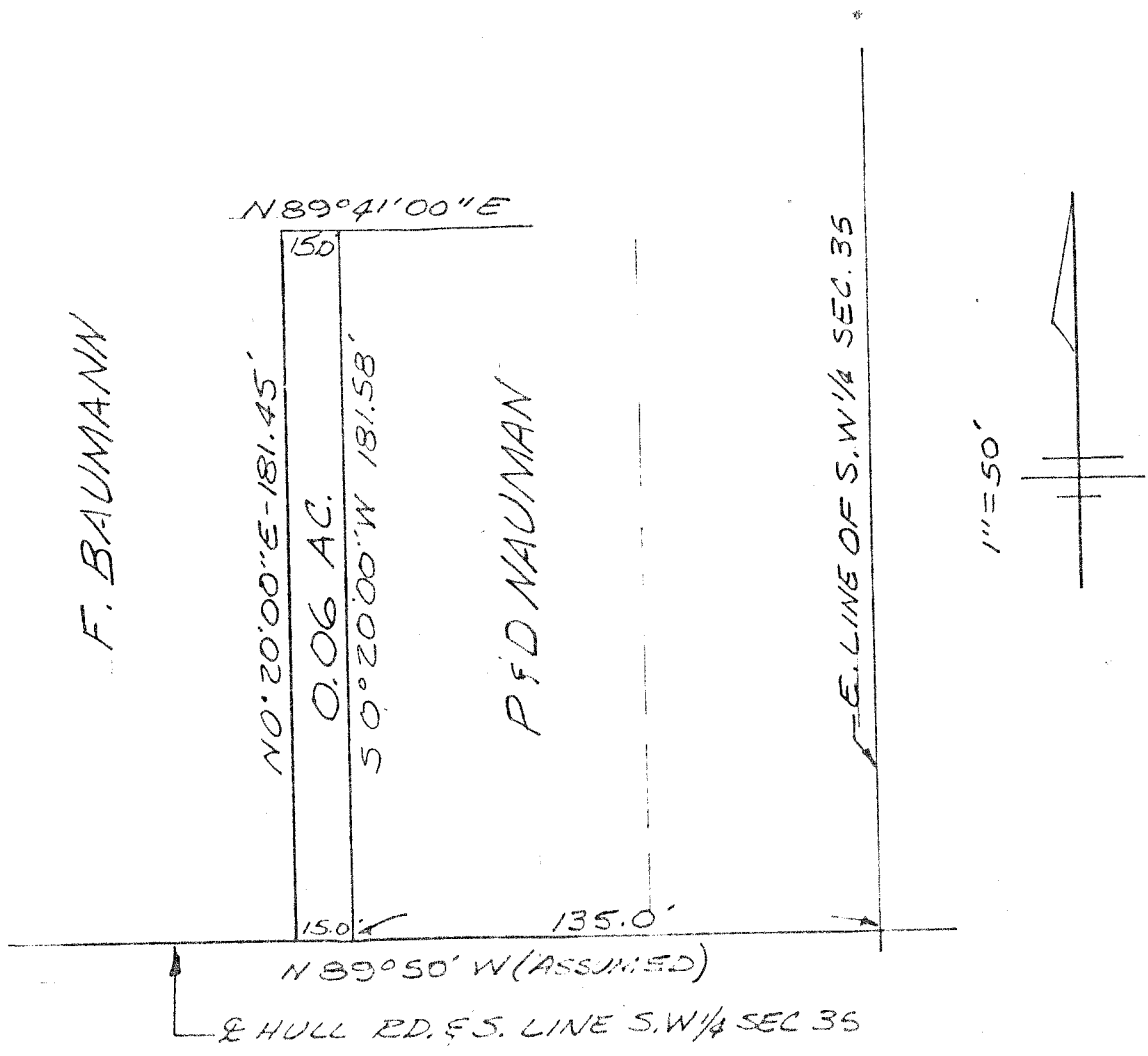 N 89° 41' 00" E
15.0
F. BAUMANN
N 0° 20' 00" E - 181.45'
0.06 AC.
S 0° 20' 00" W 181.58'
P & D NAUMAN
E. LINE OF S.W. 1/4 SEC. 35
1" = 50'
15.0'
135.0'
N 89° 50' W (ASSUMED)
℄ HULL RD. & S. LINE S.W. 1/4 SEC 35